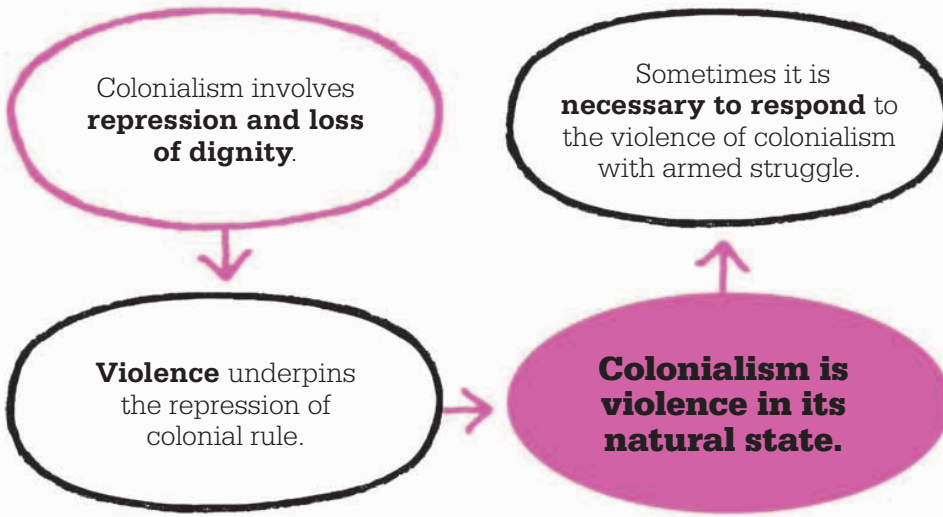 Colonialism involves
repression and loss
of dignity.
Violence underpins
the repression of
colonial rule.
Colonialism is
violence in its
natural state.
Sometimes it is
necessary to respond to
the violence of colonialism
with armed struggle.